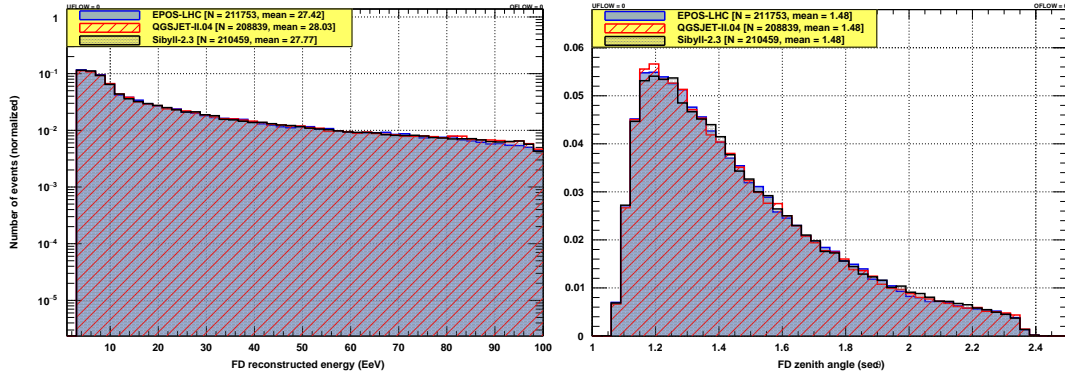 UFLOW = 0
OFLOW = 0
EPOS-LHC [N = 211753, mean = 27.42]
QGSJET-II.04 [N = 208839, mean = 28.03]
Sibyll-2.3 [N = 210459, mean = 27.77]
Number of events (normalized)
10⁻¹
10⁻²
10⁻³
10⁻⁴
10⁻⁵
10 20 30 40 50 60 70 80 90 100
FD reconstructed energy (EeV)
UFLOW = 0
OFLOW = 0
EPOS-LHC [N = 211753, mean = 1.48]
QGSJET-II.04 [N = 208839, mean = 1.48]
Sibyll-2.3 [N = 210459, mean = 1.48]
0.06
0.05
0.04
0.03
0.02
0.01
0
1 1.2 1.4 1.6 1.8 2 2.2 2.4
FD zenith angle (secθ)